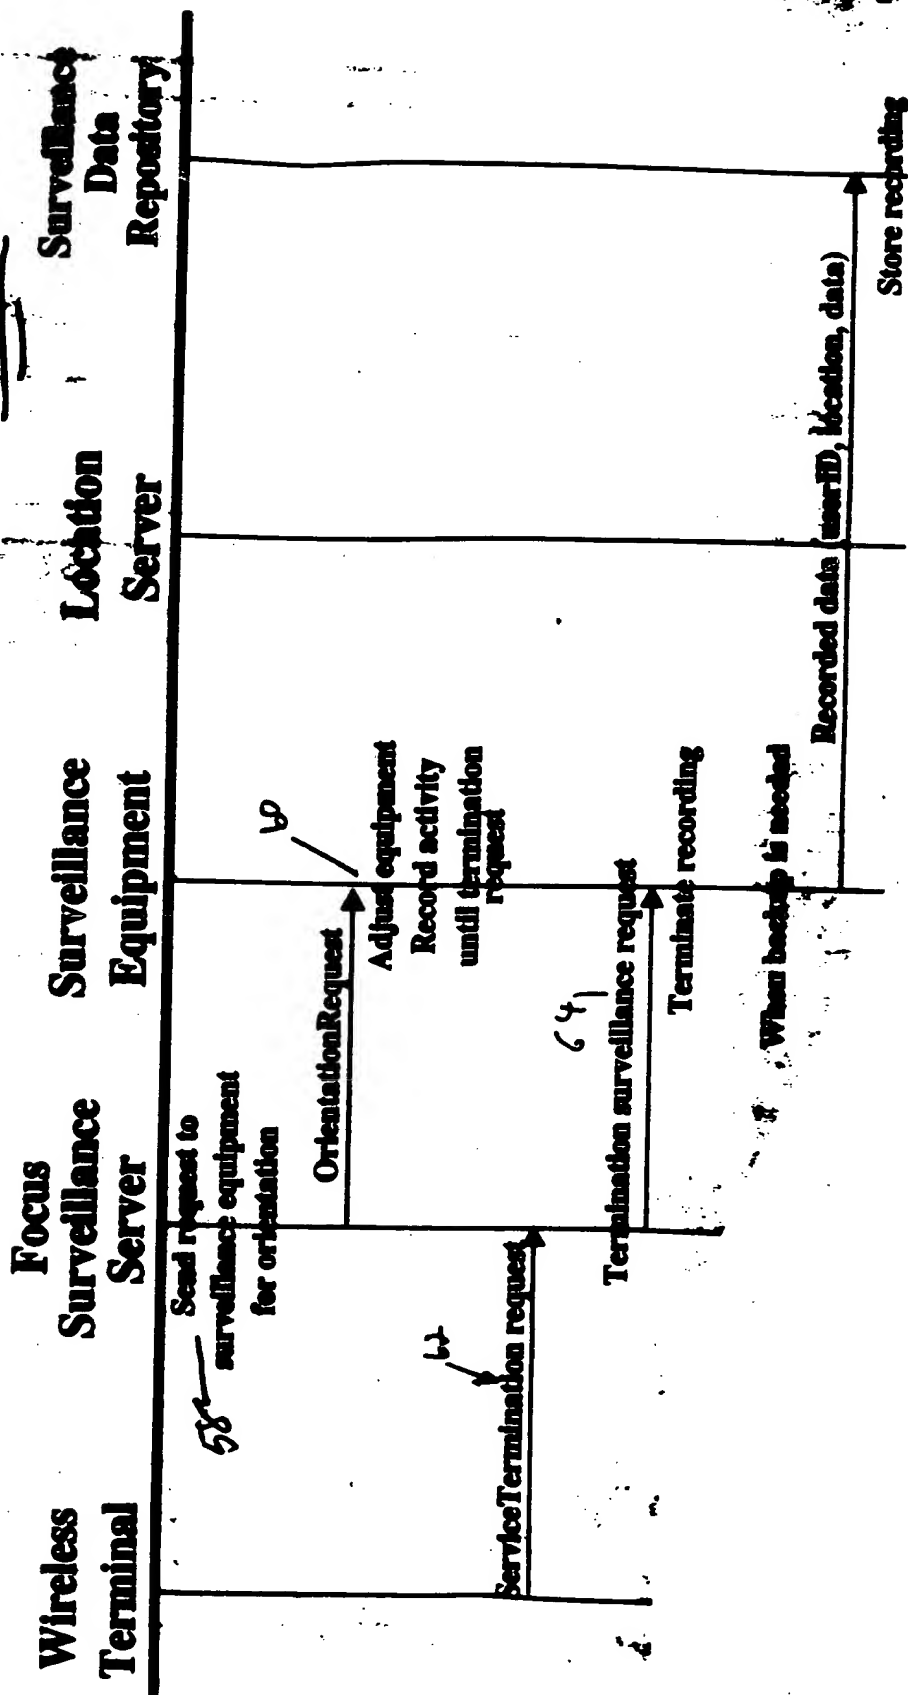 Wireless
Terminal
Focus
Surveillance
Server
Surveillance
Equipment
Location
Server
Surveillance
Data
Repository
58
Send request to
surveillance equipment
for orientation
OrientationRequest
60
Adjust equipment
Record activity
until termination
request
62
ServiceTermination request
64
Termination surveillance request
Terminate recording
When backup is needed
Recorded data (userID, location, data)
Store recording